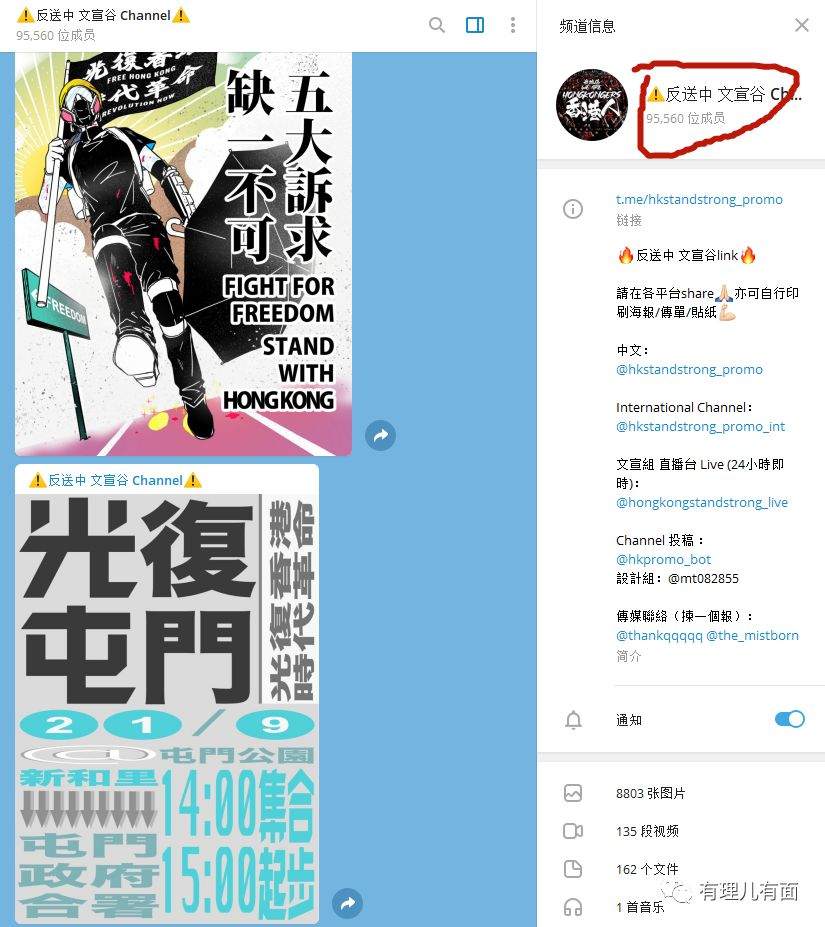 ⚠️反送中 文宣谷 Channel⚠️
95,560 位成员
光復香
FREE HONG KONG
時代革命
REVOLUTION NOW
五大訴求
缺一不可
FREEDOM
FIGHT FOR
FREEDOM
STAND
WITH
HONG KONG
⚠️反送中 文宣谷 Channel⚠️
光復
屯門
光復香港
時代革命
21/9
@屯門公園
新和里
屯門
政府
合署
14:00集合
15:00起步
频道信息
HONGKONGERS
香港人
⚠️反送中 文宣谷 Ch...
95,560 位成员
t.me/hkstandstrong_promo
链接
🔥反送中 文宣谷link🔥
請在各平台share🙏🏻亦可自行印
刷海報/傳單/貼紙💪🏻
中文：
@hkstandstrong_promo
International Channel：
@hkstandstrong_promo_int
文宣組 直播台 Live (24小時即
時)：
@hongkongstandstrong_live
Channel 投稿：
@hkpromo_bot
設計組：@mt082855
傳媒聯絡（揀一個報）：
@thankqqqqq @the_mistborn
简介
通知
8803 张图片
135 段视频
162 个文件
1 首音乐
有理儿有面